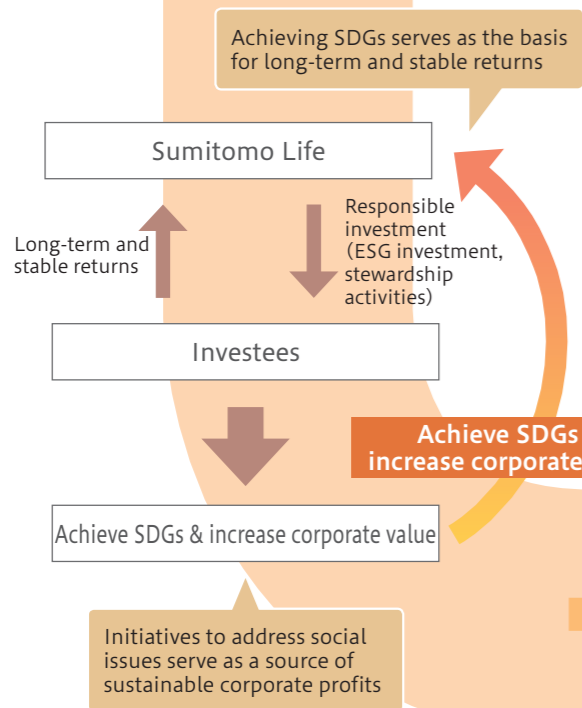 Achieving SDGs serves as the basis
for long-term and stable returns
Sumitomo Life
Long-term and
stable returns
Responsible
investment
(ESG investment,
stewardship
activities)
Investees
Achieve SDGs
increase corporate
Achieve SDGs & increase corporate value
Initiatives to address social
issues serve as a source of
sustainable corporate profits